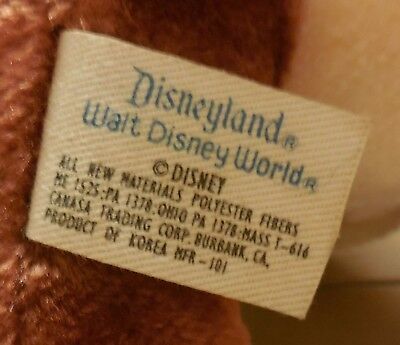 Disneyland®
Walt Disney World®
© DISNEY
ALL NEW MATERIALS POLYESTER FIBERS
ME 1525:PA 1378:OHIO PA 1378:MASS T-616
CANASA TRADING CORP. BURBANK, CA,
PRODUCT OF KOREA MFR-101